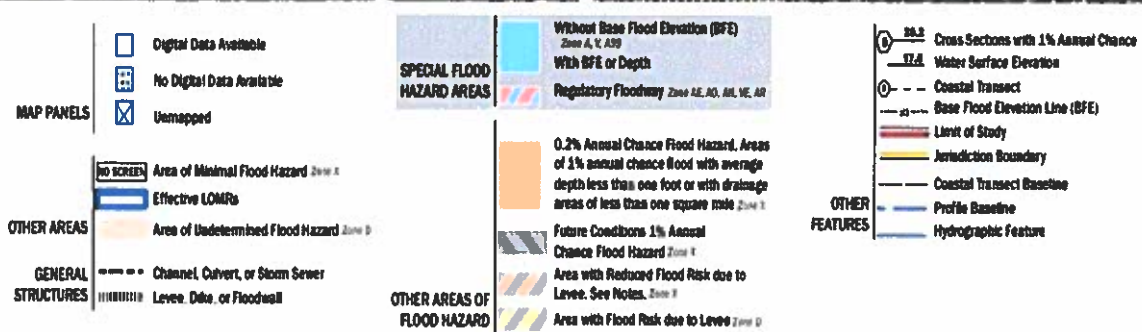 MAP PANELS
Digital Data Available
No Digital Data Available
Unmapped
OTHER AREAS
NO SCREEN Area of Minimal Flood Hazard Zone X
Effective LOMRs
Area of Undetermined Flood Hazard Zone D
GENERAL
STRUCTURES
Channel, Culvert, or Storm Sewer
Levee, Dike, or Floodwall
SPECIAL FLOOD
HAZARD AREAS
Without Base Flood Elevation (BFE)
Zone A, V, A99
With BFE or Depth
Regulatory Floodway Zone AE, AO, AH, VE, AR
OTHER AREAS OF
FLOOD HAZARD
0.2% Annual Chance Flood Hazard, Areas
of 1% annual chance flood with average
depth less than one foot or with drainage
areas of less than one square mile Zone X
Future Conditions 1% Annual
Chance Flood Hazard Zone X
Area with Reduced Flood Risk due to
Levee. See Notes. Zone X
Area with Flood Risk due to Levee Zone D
OTHER
FEATURES
20.2 Cross Sections with 1% Annual Chance
17.5 Water Surface Elevation
Coastal Transect
Base Flood Elevation Line (BFE)
Limit of Study
Jurisdiction Boundary
Coastal Transect Baseline
Profile Baseline
Hydrographic Feature